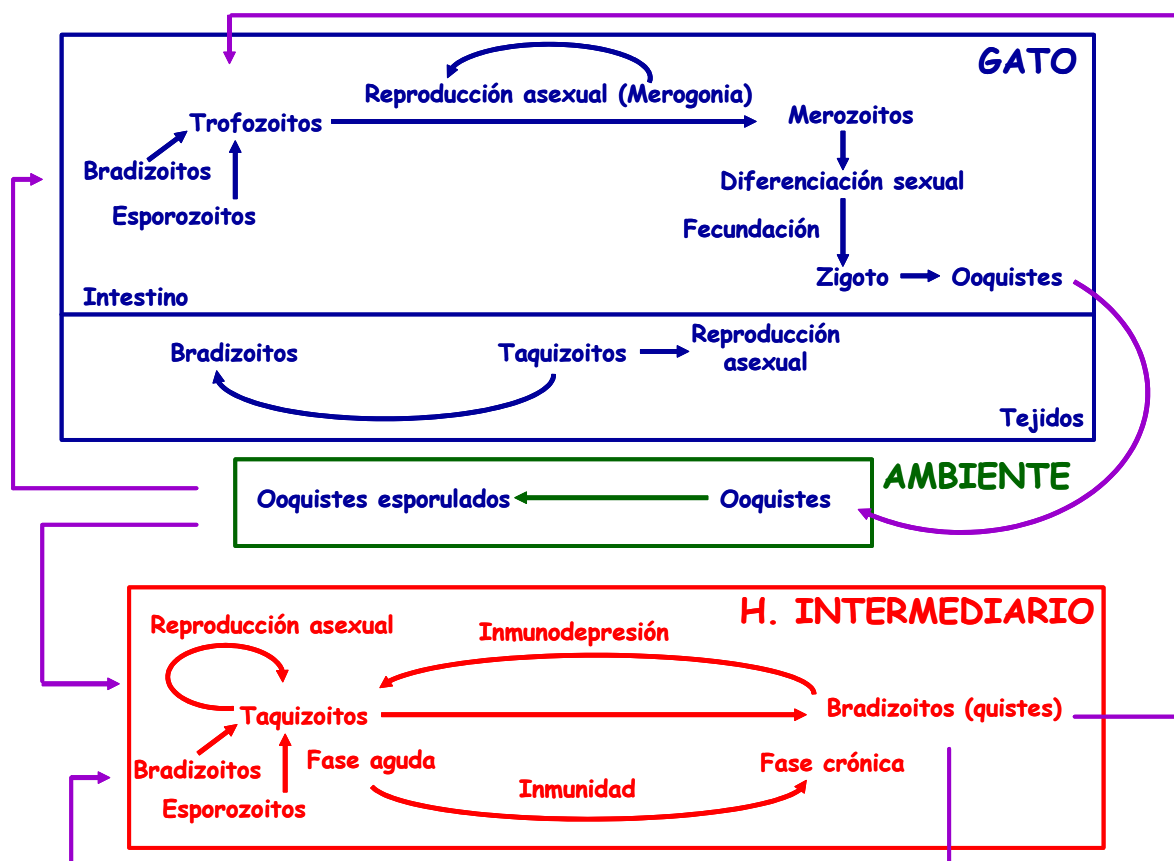 GATO
Reproducción asexual (Merogonia)
Trofozoitos
Merozoitos
Bradizoitos
Diferenciación sexual
Esporozoitos
Fecundación
Zigoto
Ooquistes
Intestino
Bradizoitos
Taquizoitos
Reproducción
asexual
Tejidos
AMBIENTE
Ooquistes esporulados
Ooquistes
H. INTERMEDIARIO
Reproducción asexual
Inmunodepresión
Taquizoitos
Bradizoitos (quistes)
Bradizoitos
Fase aguda
Fase crónica
Esporozoitos
Inmunidad